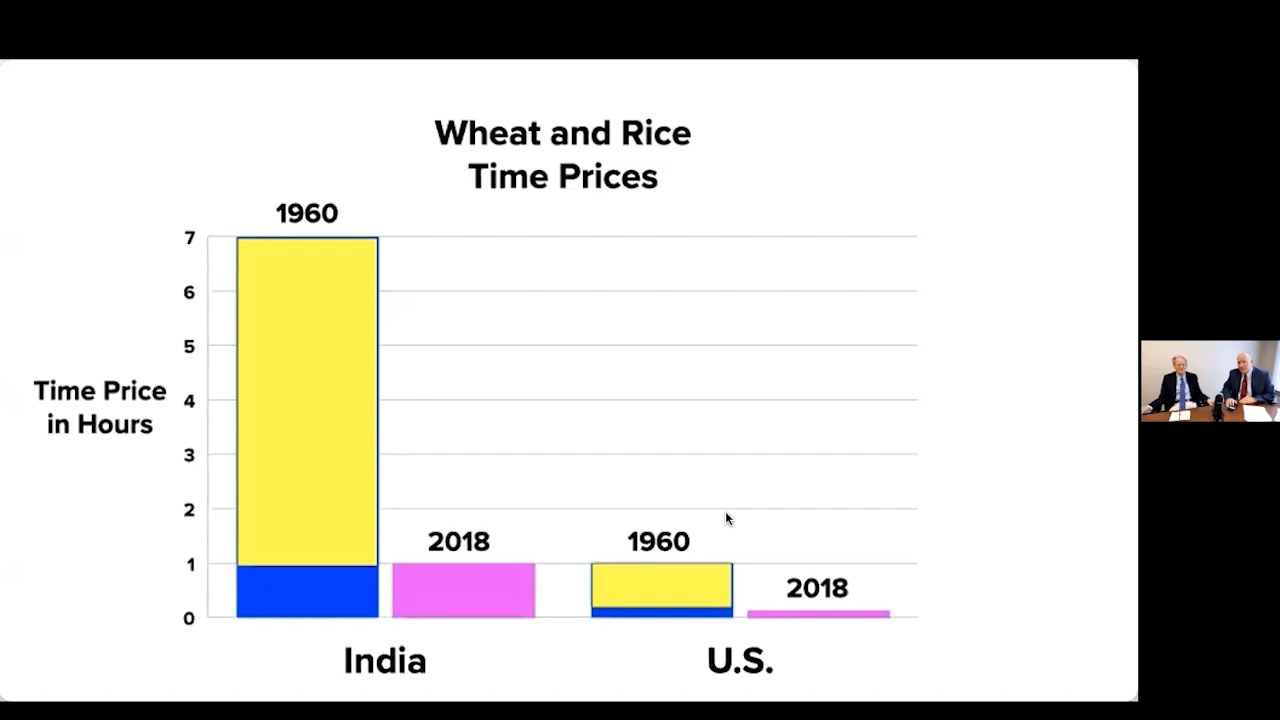 Wheat and Rice
Time Prices
1960
7
6
5
Time Price
in Hours
4
3
2
2018
1960
1
2018
0
India
U.S.